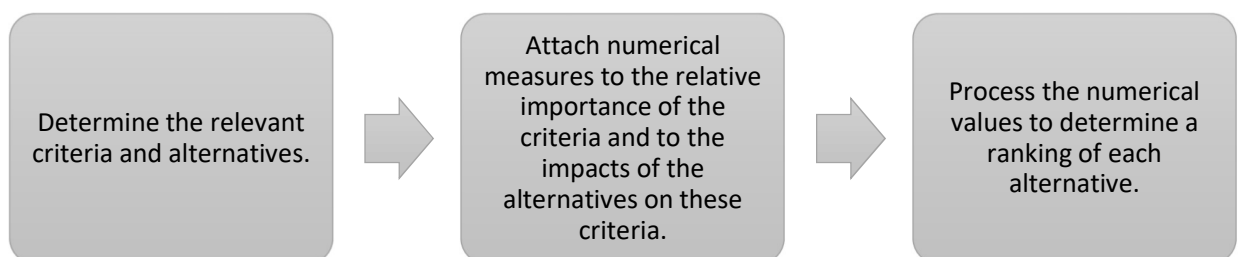 Determine the relevant
criteria and alternatives.
Attach numerical
measures to the relative
importance of the
criteria and to the
impacts of the
alternatives on these
criteria.
Process the numerical
values to determine a
ranking of each
alternative.